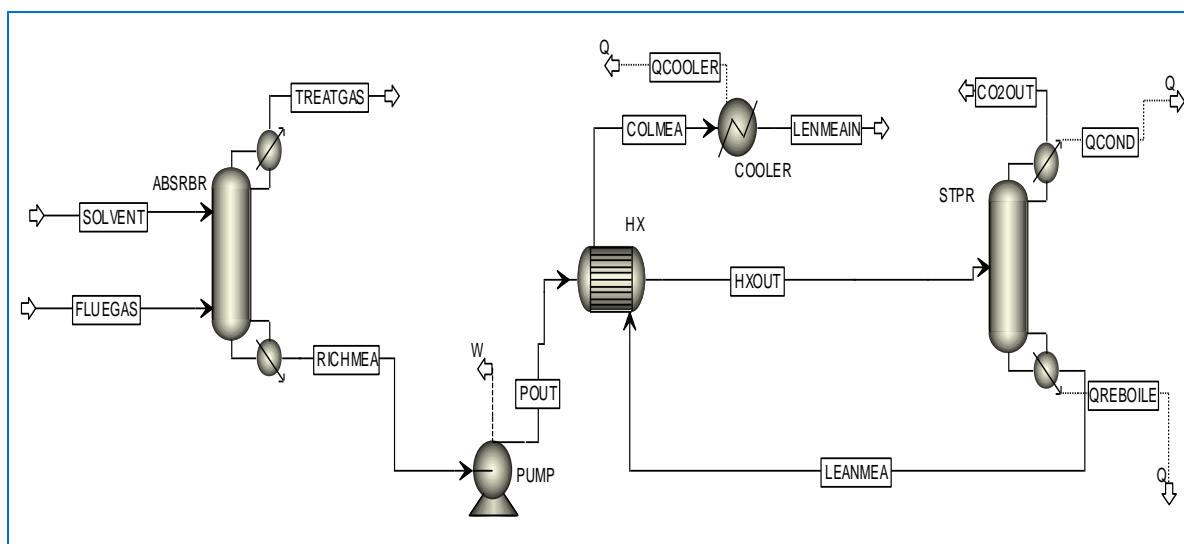 Q
QCOOLER
TREATGAS
CO2OUT
Q
COLMEA
LENMEAIN
QCOND
COOLER
ABSRBR
STPR
SOLVENT
HX
HXOUT
FLUEGAS
RICHMEA
W
POUT
QREBOILE
PUMP
LEANMEA
Q